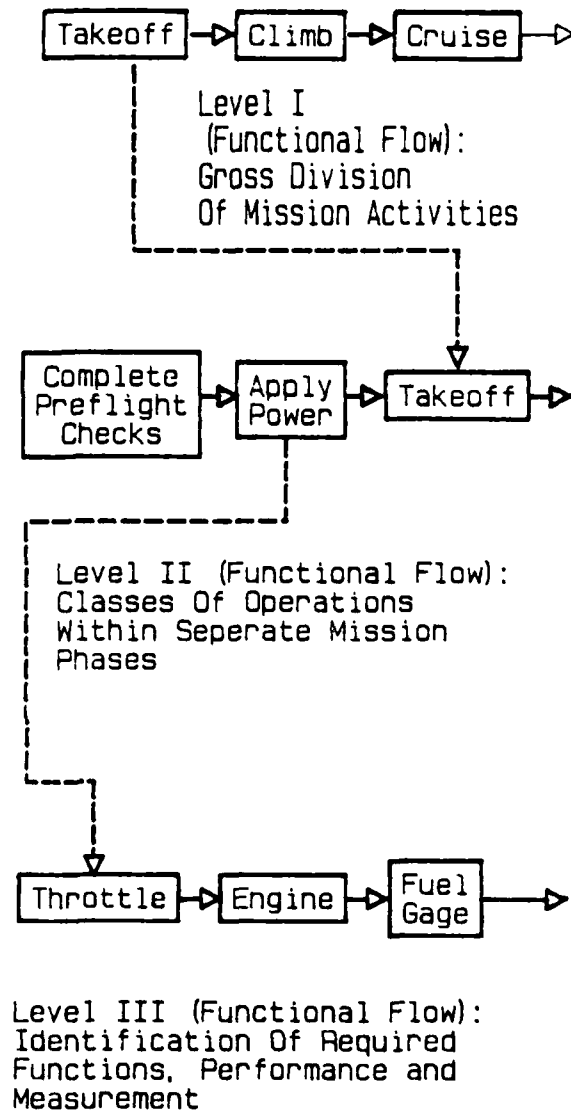 Takeoff Climb Cruise
Level I
(Functional Flow):
Gross Division
Of Mission Activities
Complete
Preflight
Checks
Apply
Power
Takeoff
Level II (Functional Flow):
Classes Of Operations
Within Seperate Mission
Phases
Throttle Engine
Fuel
Gage
Level III (Functional Flow):
Identification Of Required
Functions, Performance and
Measurement